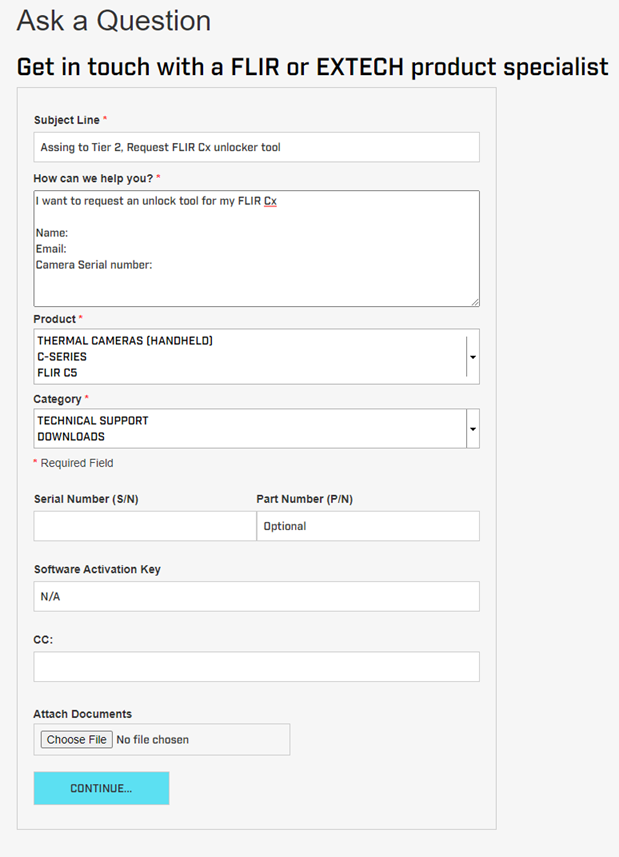 Ask a Question
Get in touch with a FLIR or EXTECH product specialist
Subject Line *
Assing to Tier 2, Request FLIR Cx unlocker tool
How can we help you? *
I want to request an unlock tool for my FLIR Cx
Name:
Email:
Camera Serial number:
Product *
THERMAL CAMERAS (HANDHELD)
C-SERIES
FLIR C5
Category *
TECHNICAL SUPPORT
DOWNLOADS
* Required Field
Serial Number (S/N) Part Number (P/N)
Optional
Software Activation Key
N/A
CC:
Attach Documents
Choose File No file chosen
CONTINUE...